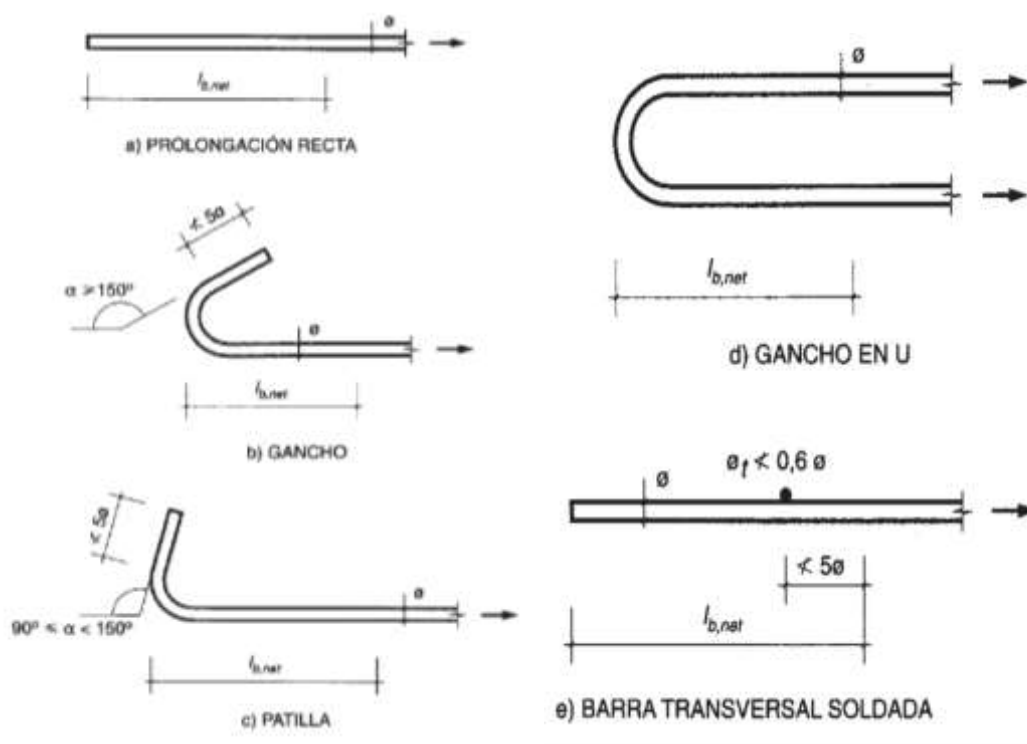 ø
l_b,net
a) PROLONGACIÓN RECTA
≮ 5ø
α ⩾ 150º
ø
l_b,net
b) GANCHO
≮ 5ø
90º ⩽ α < 150º
ø
l_b,net
c) PATILLA
ø
l_b,net
d) GANCHO EN U
ø_t ≮ 0,6 ø
ø
≮ 5ø
l_b,net
e) BARRA TRANSVERSAL SOLDADA